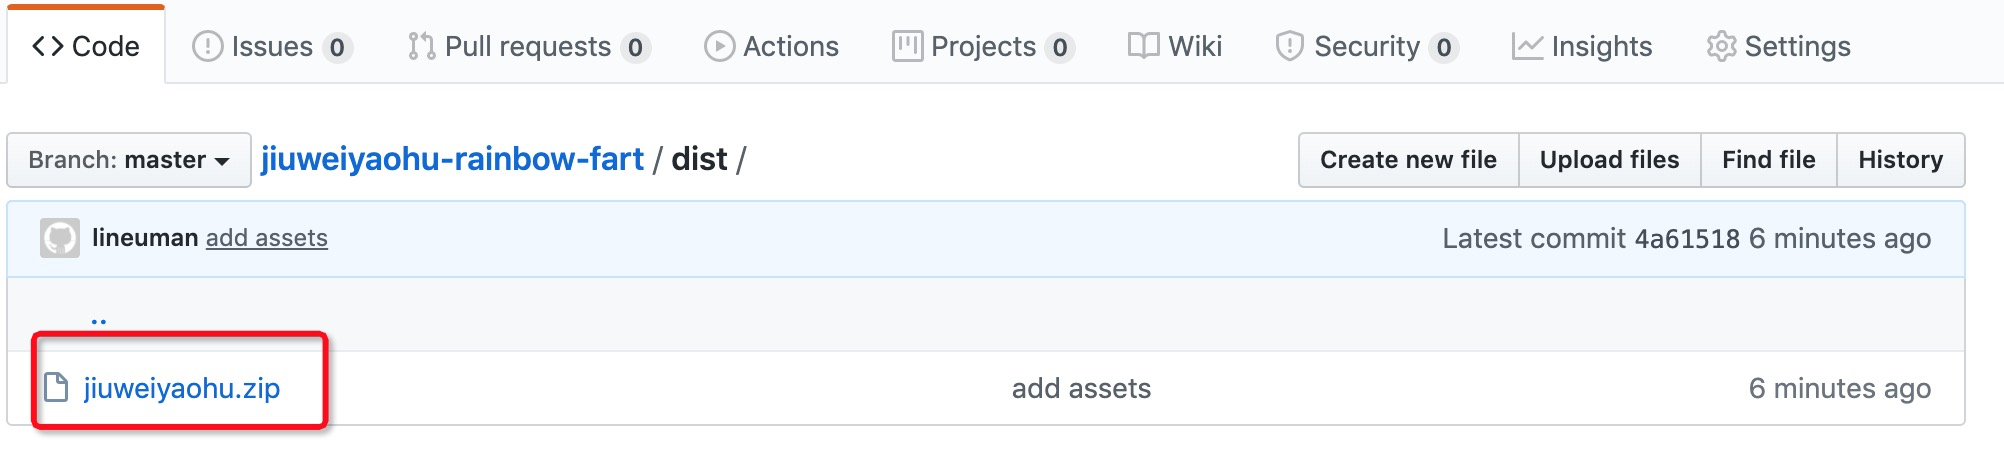 Code Issues 0 Pull requests 0 Actions Projects 0 Wiki Security 0 Insights Settings
Branch: master jiuweiyaohu-rainbow-fart / dist / Create new file Upload files Find file History
lineuman add assets Latest commit 4a61518 6 minutes ago
..
jiuweiyaohu.zip add assets 6 minutes ago